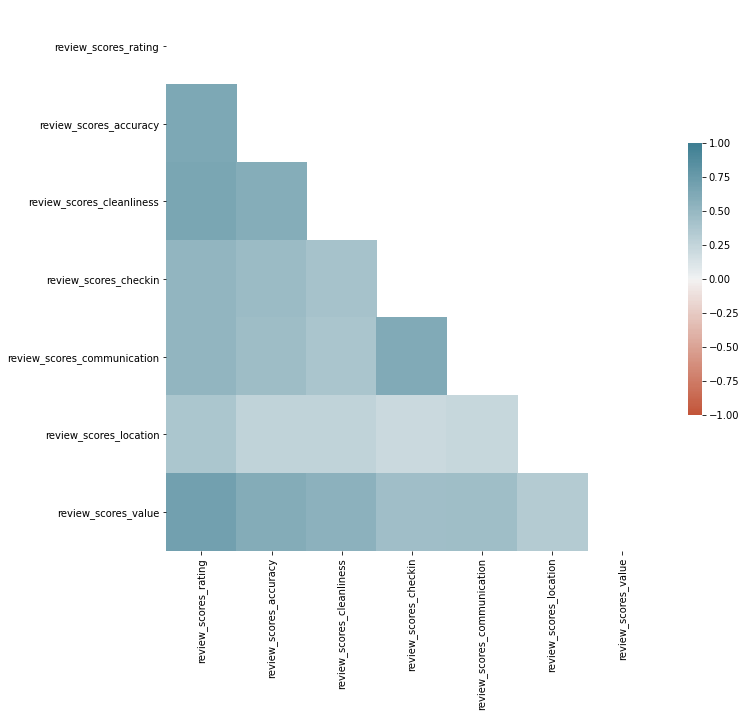 review_scores_rating
review_scores_accuracy
review_scores_cleanliness
review_scores_checkin
review_scores_communication
review_scores_location
review_scores_value
review_scores_rating
review_scores_accuracy
review_scores_cleanliness
review_scores_checkin
review_scores_communication
review_scores_location
review_scores_value
1.00
0.75
0.50
0.25
0.00
−0.25
−0.50
−0.75
−1.00